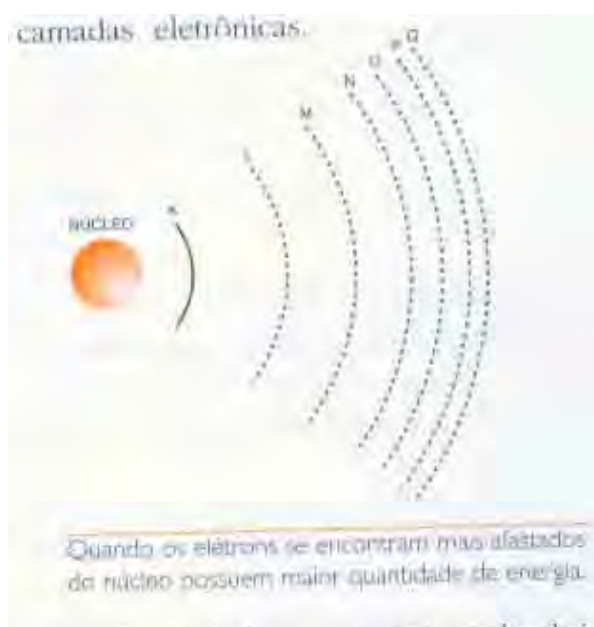 camadas eletrônicas.
Q
P
O
N
M
L
K
NÚCLEO
Quando os elétrons se encontram mais afastados
do núcleo possuem maior quantidade de energia.